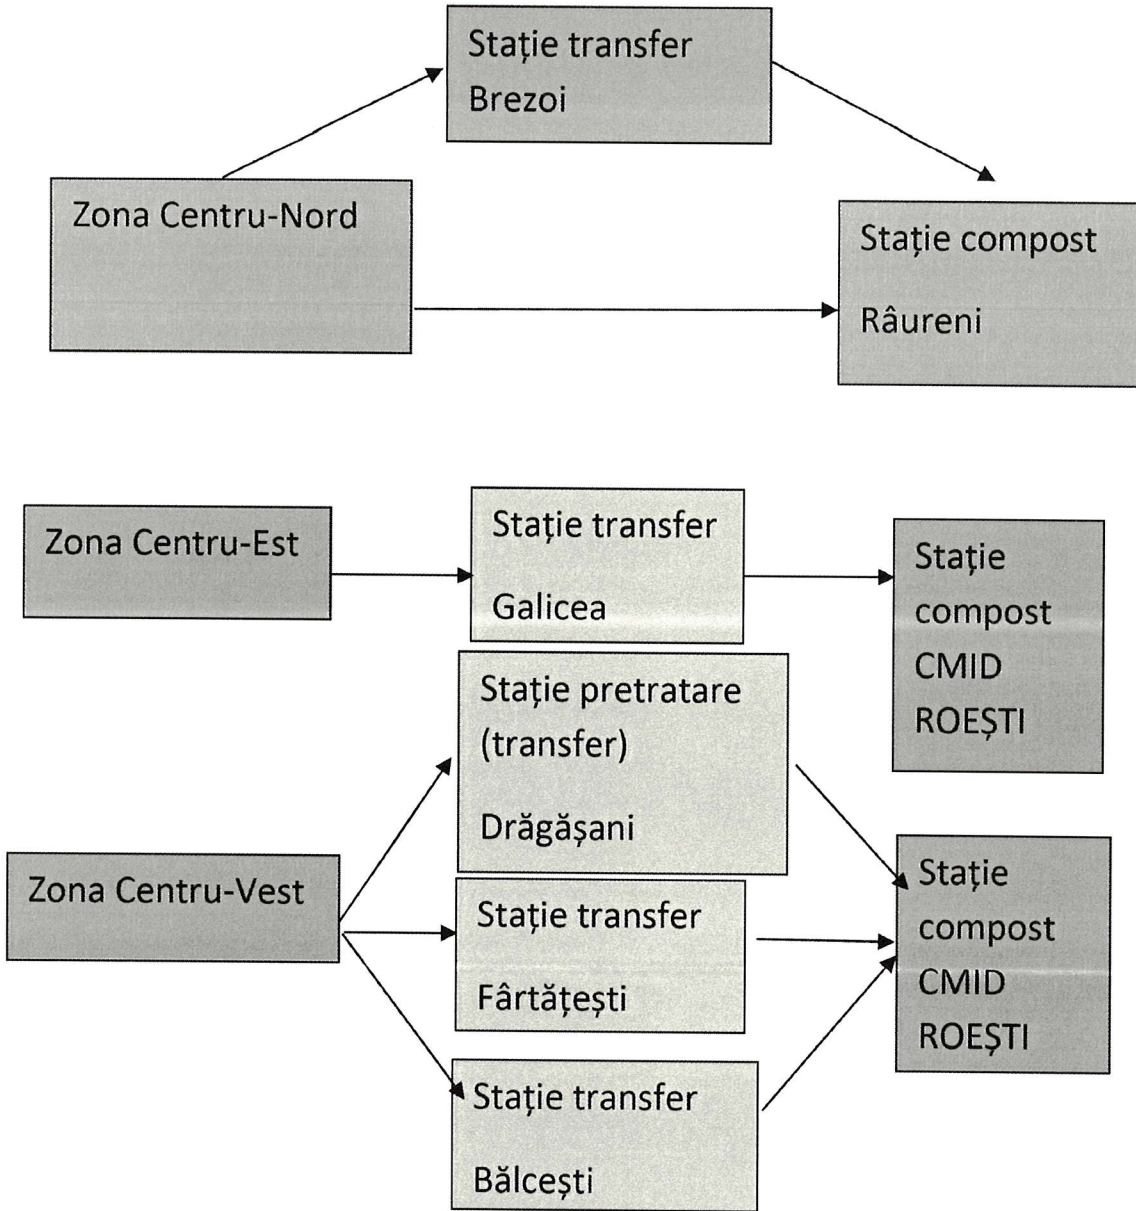 Stație transfer
Brezoi
Zona Centru-Nord
Stație compost
Râureni
Zona Centru-Est
Stație transfer
Galicea
Stație
compost
CMID
ROEȘTI
Stație pretratare
(transfer)
Drăgășani
Zona Centru-Vest
Stație transfer
Fârtățești
Stație transfer
Bălcești
Stație
compost
CMID
ROEȘTI